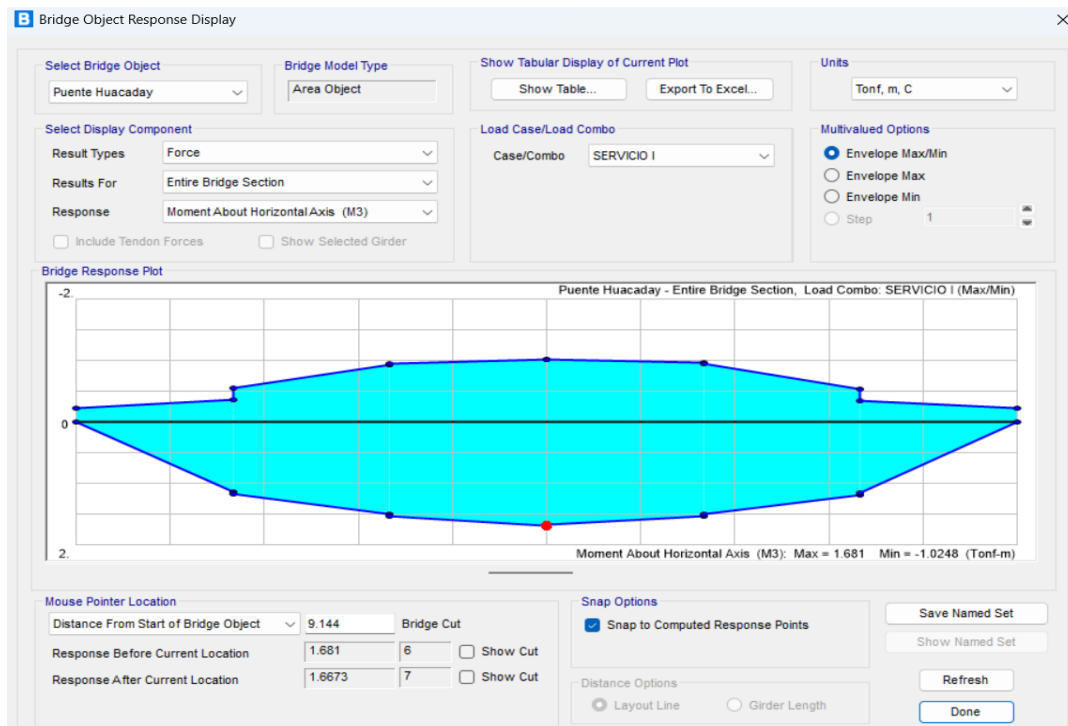 B Bridge Object Response Display
Select Bridge Object
Puente Huacaday
Bridge Model Type
Area Object
Show Tabular Display of Current Plot
Show Table...
Export To Excel...
Units
Tonf, m, C
Select Display Component
Result Types
Force
Results For
Entire Bridge Section
Response
Moment About Horizontal Axis (M3)
Include Tendon Forces
Show Selected Girder
Load Case/Load Combo
Case/Combo
SERVICIO I
Multivalued Options
Envelope Max/Min
Envelope Max
Envelope Min
Step
1
Bridge Response Plot
-2.
Puente Huacaday - Entire Bridge Section, Load Combo: SERVICIO I (Max/Min)
0
2.
Moment About Horizontal Axis (M3): Max = 1.681 Min = -1.0248 (Tonf-m)
Mouse Pointer Location
Distance From Start of Bridge Object
9.144
Bridge Cut
Response Before Current Location
1.681
6
Show Cut
Response After Current Location
1.6673
7
Show Cut
Snap Options
Snap to Computed Response Points
Distance Options
Layout Line
Girder Length
Save Named Set
Show Named Set
Refresh
Done